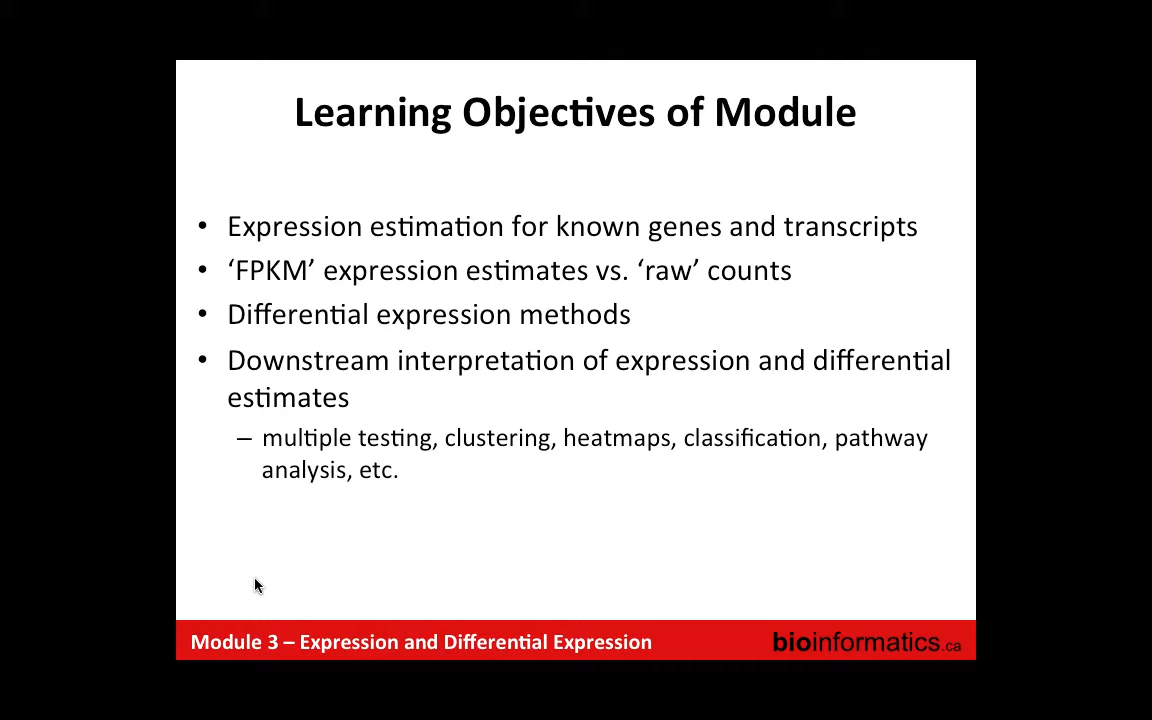 Learning Objectives of Module
• Expression estimation for known genes and transcripts
• ‘FPKM’ expression estimates vs. ‘raw’ counts
• Differential expression methods
• Downstream interpretation of expression and differential
estimates
– multiple testing, clustering, heatmaps, classification, pathway
analysis, etc.
Module 3 – Expression and Differential Expression
bioinformatics.ca